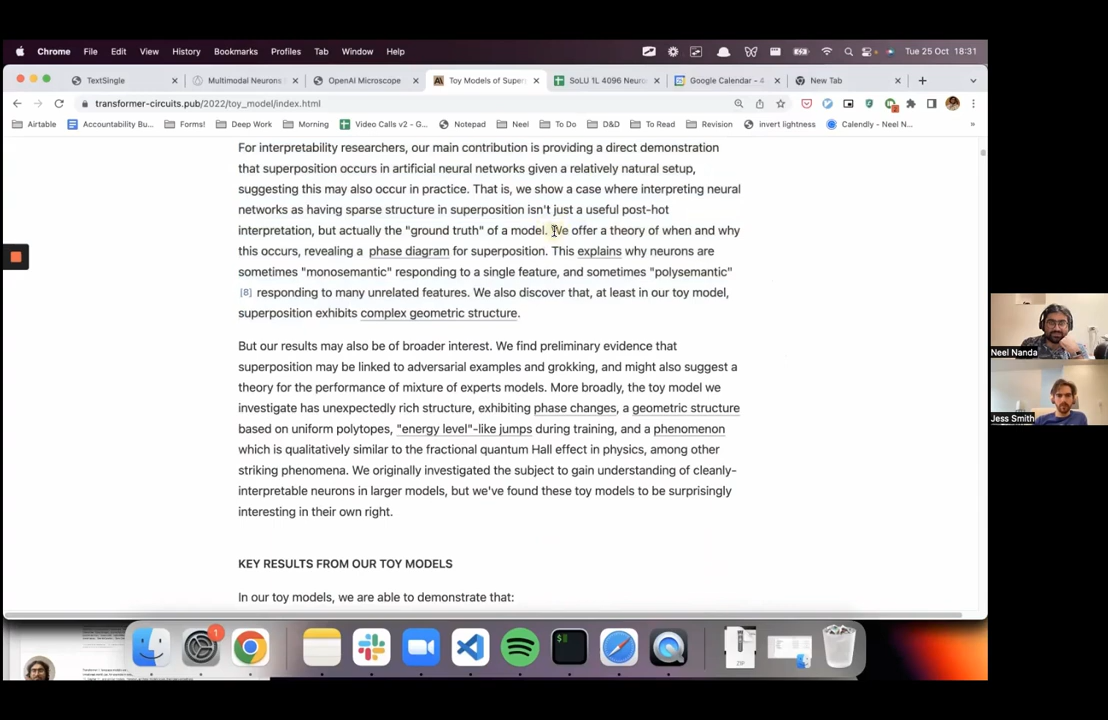 Chrome File Edit View History Bookmarks Profiles Tab Window Help Tue 25 Oct 18:31
TextSingle Multimodal Neurons OpenAI Microscope Toy Models of Super SoLU 1L 4096 Neuro Google Calendar - 4 New Tab
transformer-circuits.pub/2022/toy_model/index.html
Airtable Accountability Bu... Forms! Deep Work Morning Video Calls v2 - G... Notepad Neel To Do D&D To Read Revision invert lightness Calendly - Neel N... »
For interpretability researchers, our main contribution is providing a direct demonstration
that superposition occurs in artificial neural networks given a relatively natural setup,
suggesting this may also occur in practice. That is, we show a case where interpreting neural
networks as having sparse structure in superposition isn't just a useful post-hot
interpretation, but actually the "ground truth" of a model. We offer a theory of when and why
this occurs, revealing a phase diagram for superposition. This explains why neurons are
sometimes "monosemantic" responding to a single feature, and sometimes "polysemantic"
[8] responding to many unrelated features. We also discover that, at least in our toy model,
superposition exhibits complex geometric structure.
But our results may also be of broader interest. We find preliminary evidence that
superposition may be linked to adversarial examples and grokking, and might also suggest a
theory for the performance of mixture of experts models. More broadly, the toy model we
investigate has unexpectedly rich structure, exhibiting phase changes, a geometric structure
based on uniform polytopes, "energy level"-like jumps during training, and a phenomenon
which is qualitatively similar to the fractional quantum Hall effect in physics, among other
striking phenomena. We originally investigated the subject to gain understanding of cleanly-
interpretable neurons in larger models, but we've found these toy models to be surprisingly
interesting in their own right.
KEY RESULTS FROM OUR TOY MODELS
In our toy models, we are able to demonstrate that:
Neel Nanda
Jess Smith
1
ZIP